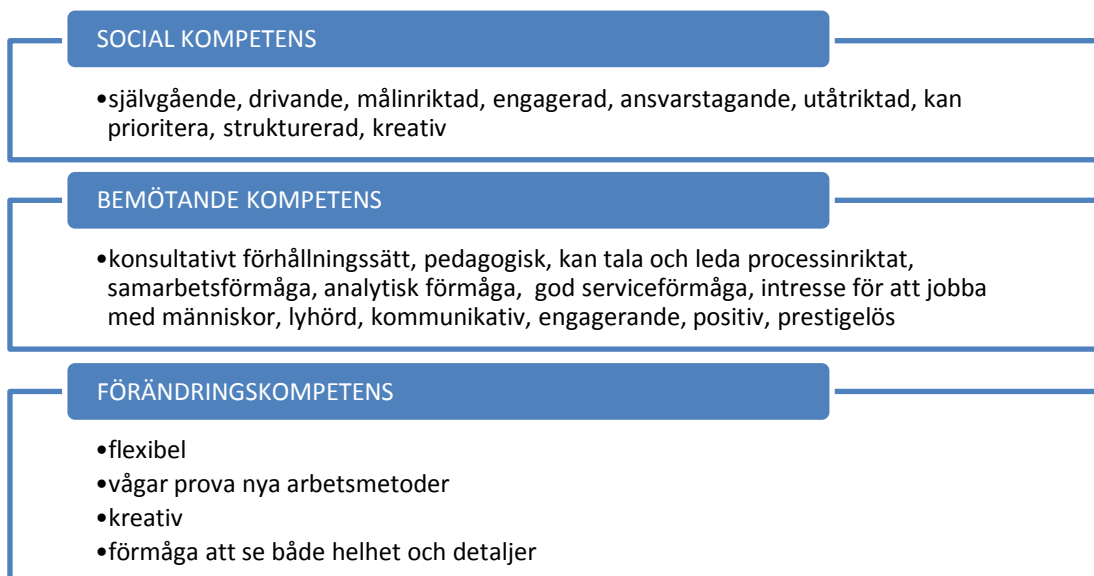 SOCIAL KOMPETENS
•självgående, drivande, målinriktad, engagerad, ansvarstagande, utåtriktad, kan
prioritera, strukturerad, kreativ
BEMÖTANDE KOMPETENS
•konsultativt förhållningssätt, pedagogisk, kan tala och leda processinriktat,
samarbetsförmåga, analytisk förmåga,  god serviceförmåga, intresse för att jobba
med människor, lyhörd, kommunikativ, engagerande, positiv, prestigelös
FÖRÄNDRINGSKOMPETENS
•flexibel
•vågar prova nya arbetsmetoder
•kreativ
•förmåga att se både helhet och detaljer